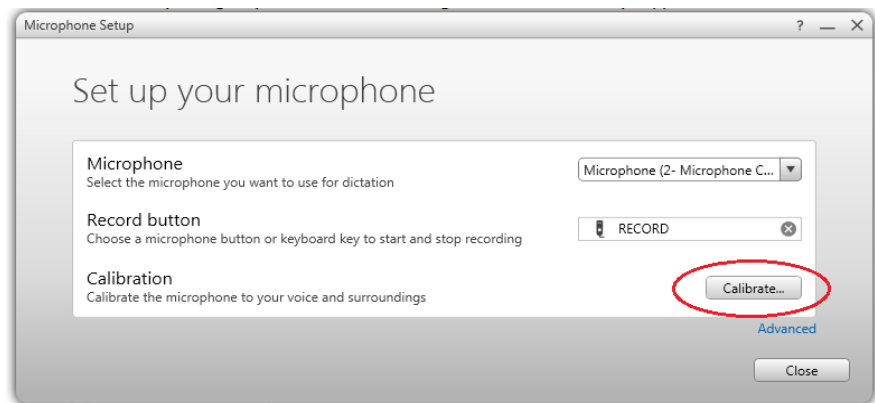 Microphone Setup
?
Set up your microphone
Microphone
Select the microphone you want to use for dictation
Microphone (2- Microphone C...
Record button
Choose a microphone button or keyboard key to start and stop recording
RECORD
Calibration
Calibrate the microphone to your voice and surroundings
Calibrate...
Advanced
Close